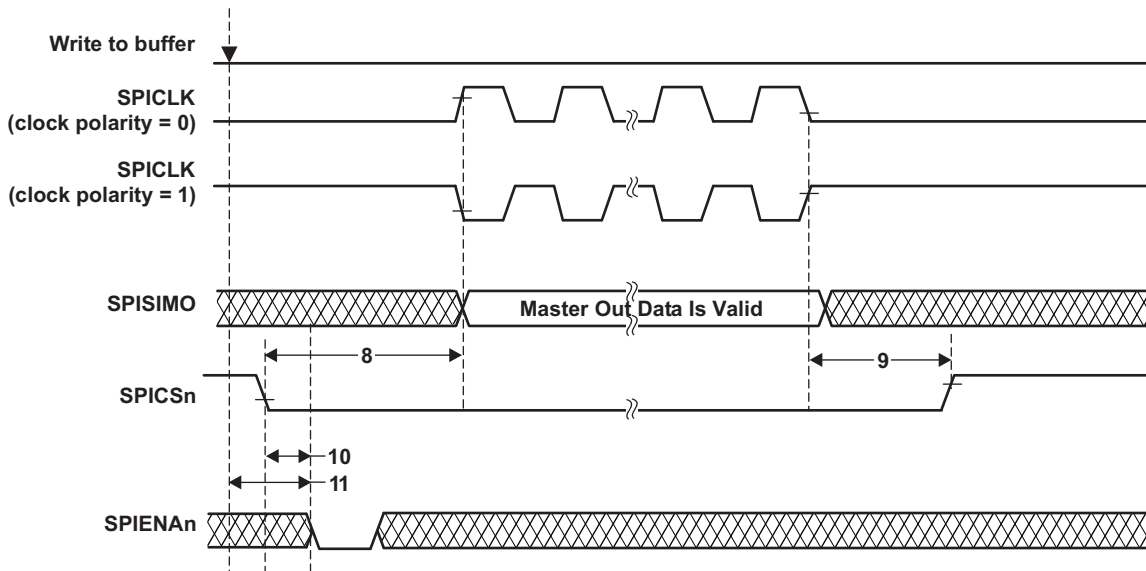 Write to buffer
SPICLK
(clock polarity = 0)
SPICLK
(clock polarity = 1)
SPISIMO
Master Out Data Is Valid
8
9
SPICSn
10
11
SPIENAn